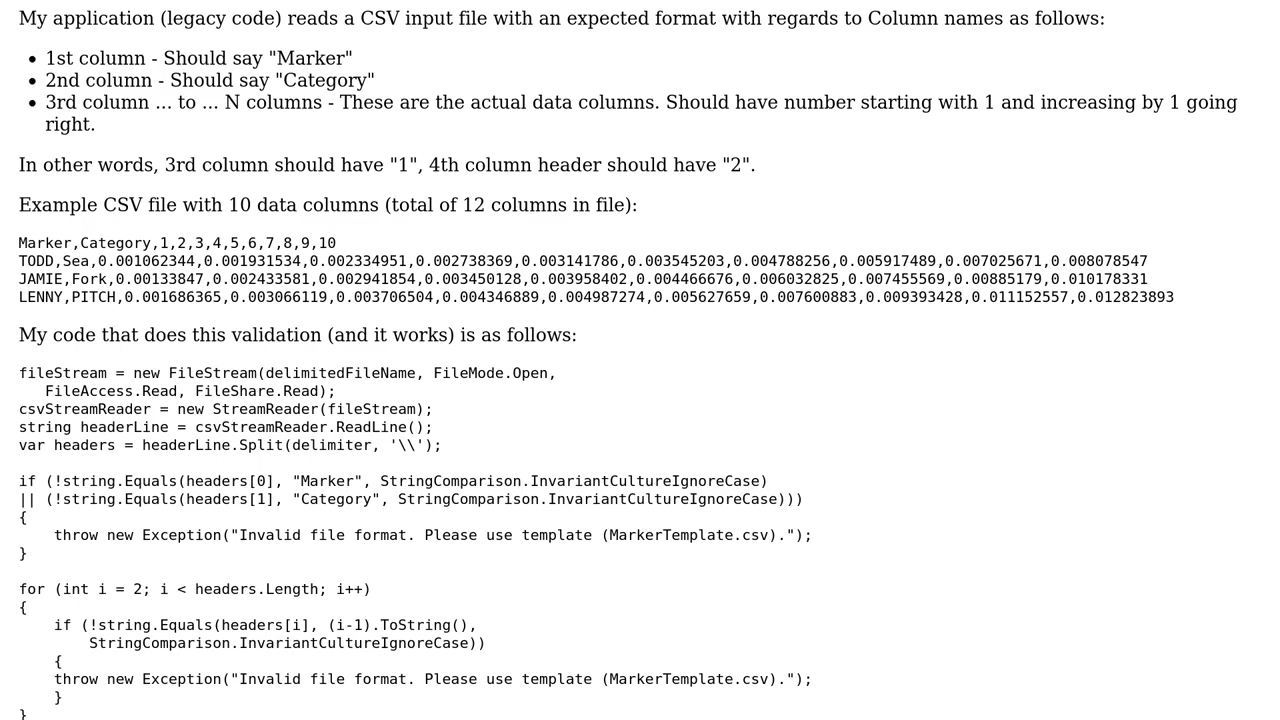 My application (legacy code) reads a CSV input file with an expected format with regards to Column names as follows:
• 1st column - Should say "Marker"
• 2nd column - Should say "Category"
• 3rd column ... to ... N columns - These are the actual data columns. Should have number starting with 1 and increasing by 1 going
right.
In other words, 3rd column should have "1", 4th column header should have "2".
Example CSV file with 10 data columns (total of 12 columns in file):
Marker,Category,1,2,3,4,5,6,7,8,9,10
TODD,Sea,0.001062344,0.001931534,0.002334951,0.002738369,0.003141786,0.003545203,0.004788256,0.005917489,0.007025671,0.008078547
JAMIE,Fork,0.00133847,0.002433581,0.002941854,0.003450128,0.003958402,0.004466676,0.006032825,0.007455569,0.00885179,0.010178331
LENNY,PITCH,0.001686365,0.003066119,0.003706504,0.004346889,0.004987274,0.005627659,0.007600883,0.009393428,0.011152557,0.012823893
My code that does this validation (and it works) is as follows:
fileStream = new FileStream(delimitedFileName, FileMode.Open,
   FileAccess.Read, FileShare.Read);
csvStreamReader = new StreamReader(fileStream);
string headerLine = csvStreamReader.ReadLine();
var headers = headerLine.Split(delimiter, '\\');
if (!string.Equals(headers[0], "Marker", StringComparison.InvariantCultureIgnoreCase)
|| (!string.Equals(headers[1], "Category", StringComparison.InvariantCultureIgnoreCase)))
{
    throw new Exception("Invalid file format. Please use template (MarkerTemplate.csv).");
}
for (int i = 2; i < headers.Length; i++)
{
    if (!string.Equals(headers[i], (i-1).ToString(),
        StringComparison.InvariantCultureIgnoreCase))
    {
    throw new Exception("Invalid file format. Please use template (MarkerTemplate.csv).");
    }
}